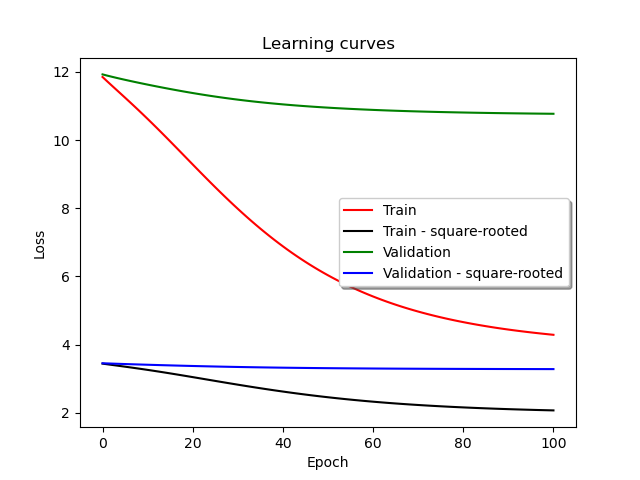 Learning curves
12
10
8
6
4
2
Loss
Train
Train - square-rooted
Validation
Validation - square-rooted
0 20 40 60 80 100
Epoch